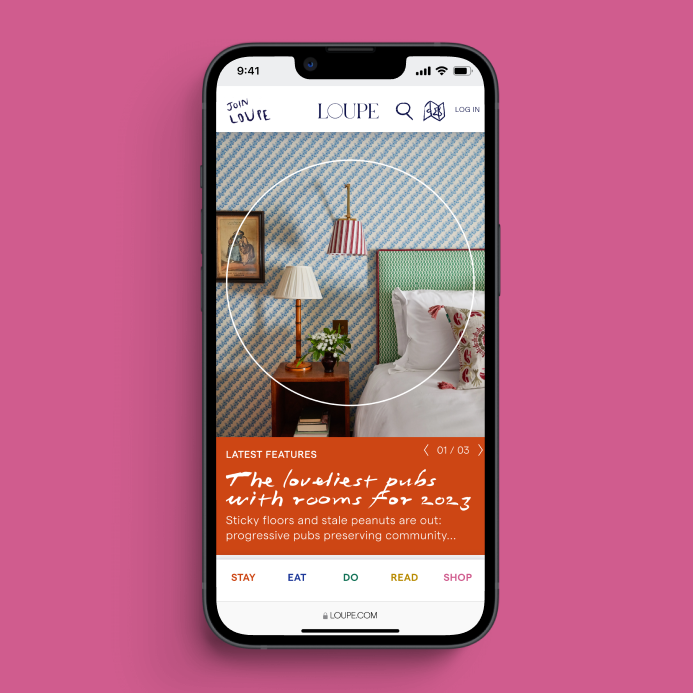 9:41
JOIN
LOUPE
LOUPE
LOG IN
LATEST FEATURES
01 / 03
The loveliest pubs
with rooms for 2023
Sticky floors and stale peanuts are out:
progressive pubs preserving community...
STAY EAT DO READ SHOP
LOUPE.COM